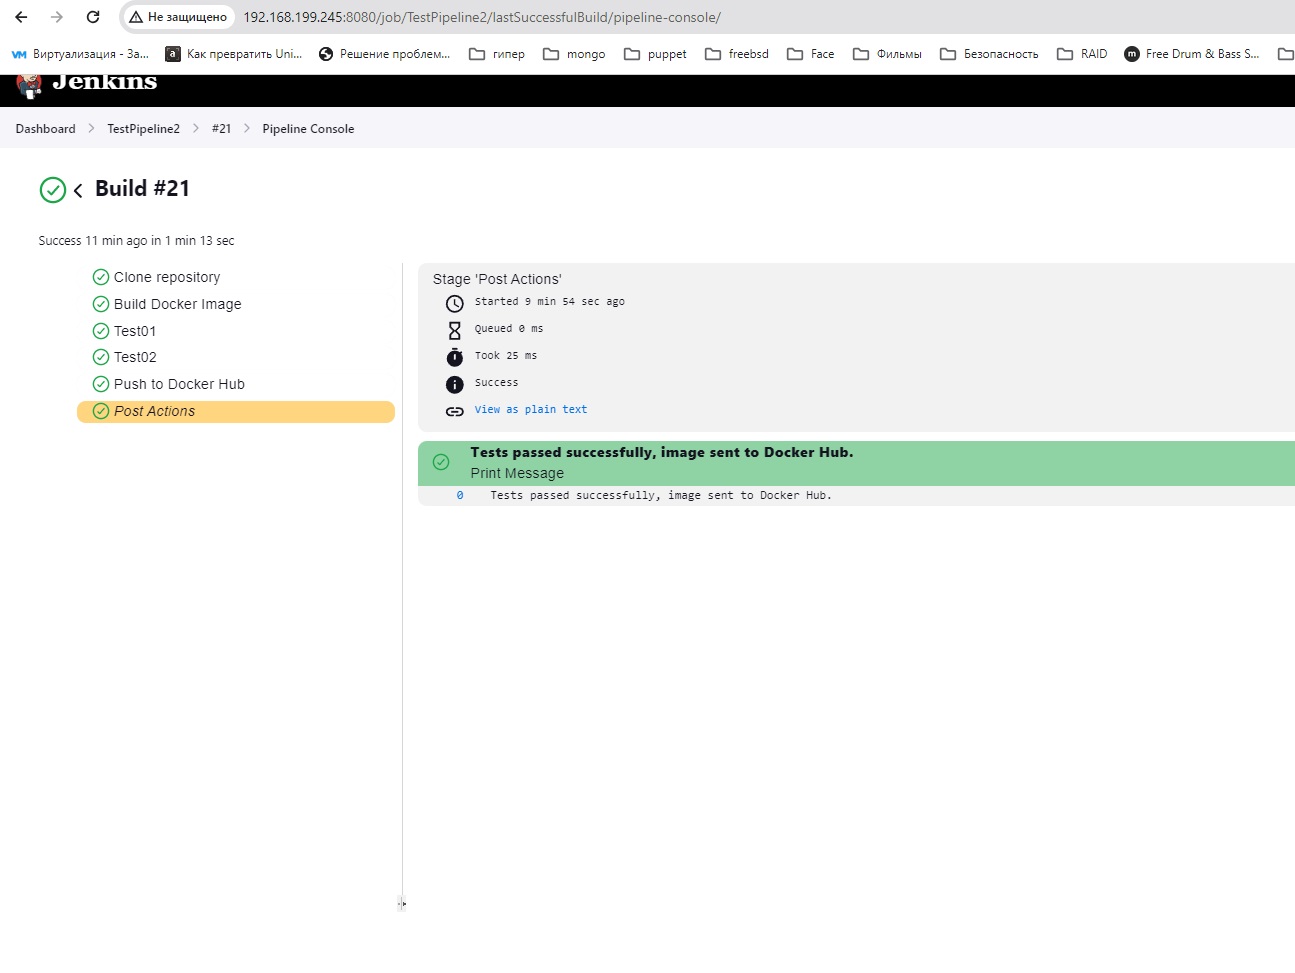 Не защищено 192.168.199.245:8080/job/TestPipeline2/lastSuccessfulBuild/pipeline-console/
Виртуализация - За... Как превратить Uni... Решение проблем... гипер mongo puppet freebsd Face Фильмы Безопасность RAID Free Drum & Bass S...
Jenkins
Dashboard TestPipeline2 #21 Pipeline Console
Build #21
Success 11 min ago in 1 min 13 sec
Clone repository
Build Docker Image
Test01
Test02
Push to Docker Hub
Post Actions
Stage 'Post Actions'
Started 9 min 54 sec ago
Queued 0 ms
Took 25 ms
Success
View as plain text
Tests passed successfully, image sent to Docker Hub.
Print Message
0 Tests passed successfully, image sent to Docker Hub.